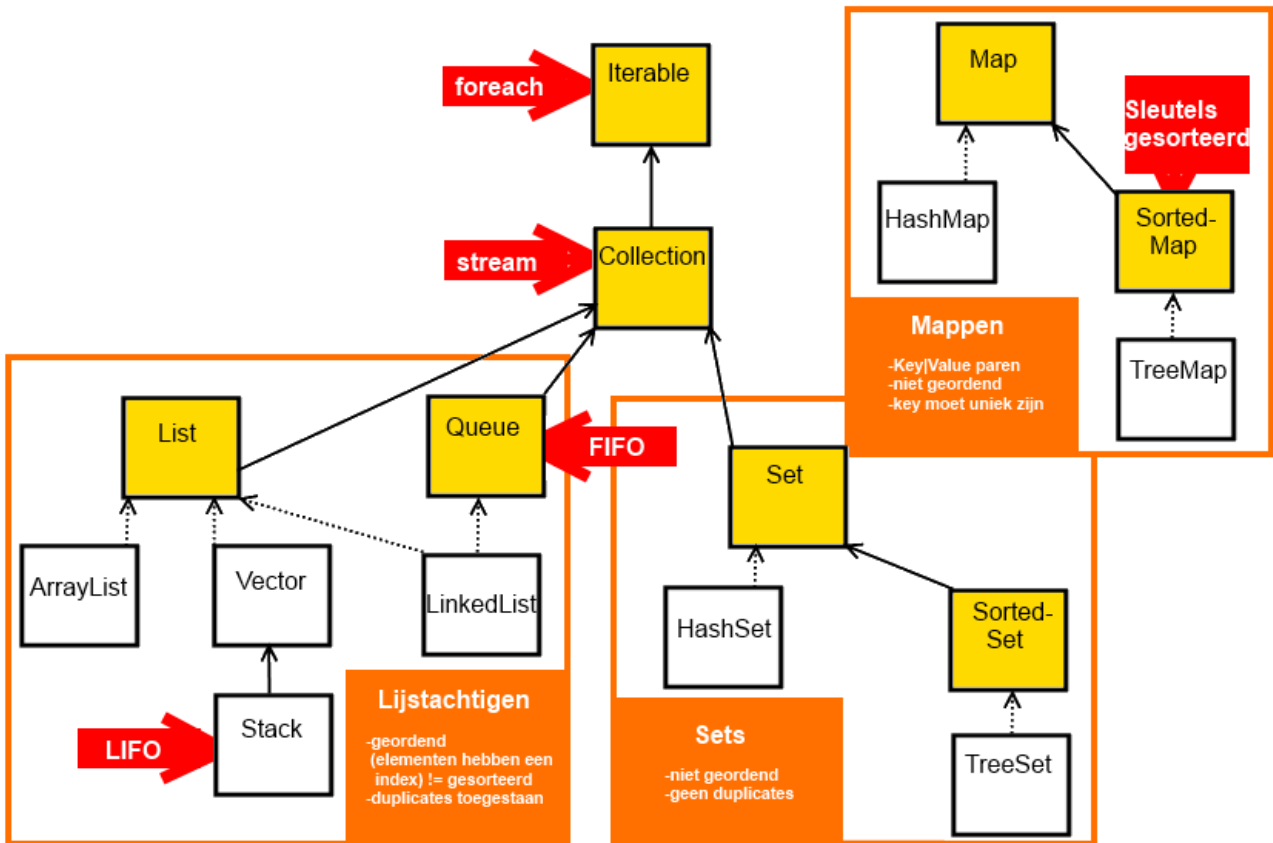 Iterable
foreach
Collection
stream
Map
Sleutels
gesorteerd
HashMap
Sorted-
Map
TreeMap
Mappen
-Key|Value paren
-niet geordend
-key moet uniek zijn
List
Queue
FIFO
ArrayList
Vector
LinkedList
Stack
LIFO
Lijstachtigen
-geordend
(elementen hebben een
index) != gesorteerd
-duplicates toegestaan
Set
HashSet
Sorted-
Set
TreeSet
Sets
-niet geordend
-geen duplicates